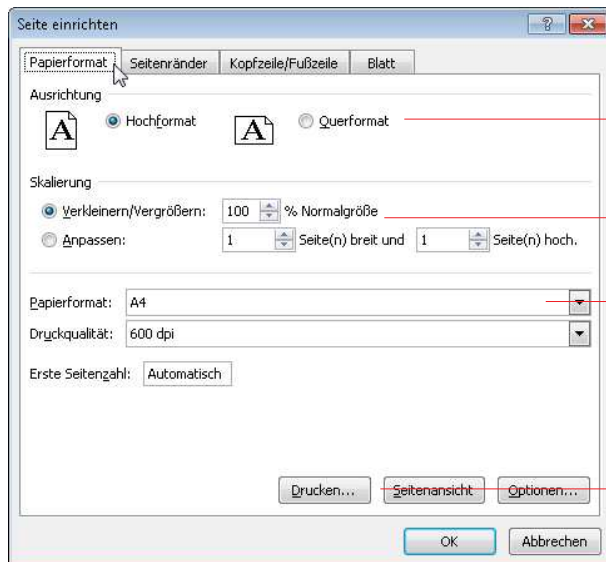 Seite einrichten
Papierformat Seitenränder Kopfzeile/Fußzeile Blatt
Ausrichtung
A Hochformat A Querformat
Skalierung
Verkleinern/Vergrößern: 100 % Normalgröße
Anpassen: 1 Seite(n) breit und 1 Seite(n) hoch.
Papierformat: A4
Druckqualität: 600 dpi
Erste Seitenzahl: Automatisch
Drucken... Seitenansicht Optionen...
OK Abbrechen